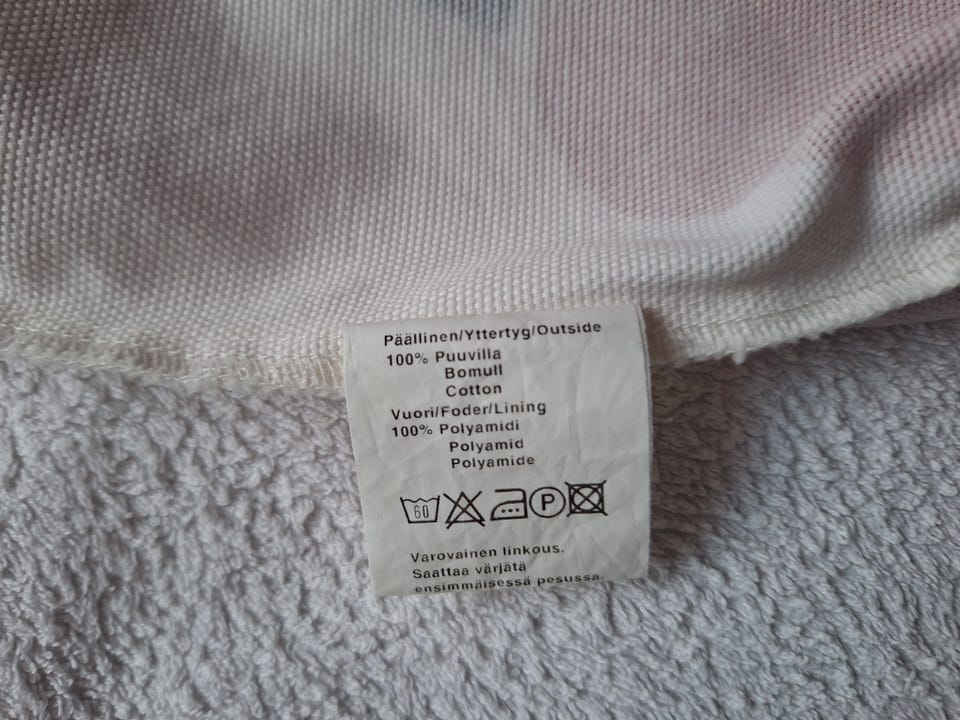 Päällinen/Yttertyg/Outside
100% Puuvilla
Bomull
Cotton
Vuori/Foder/Lining
100% Polyamidi
Polyamid
Polyamide
60 P
Varovainen linkous.
Saattaa värjätä
ensimmäisessä pesussa.